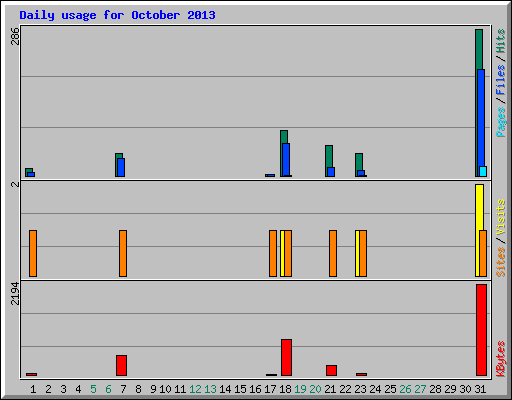 Daily usage for October 2013
286
Pages/Files/Hits
2
Sites/Visits
2194
KBytes
1 2 3 4 5 6 7 8 9 10 11 12 13 14 15 16 17 18 19 20 21 22 23 24 25 26 27 28 29 30 31